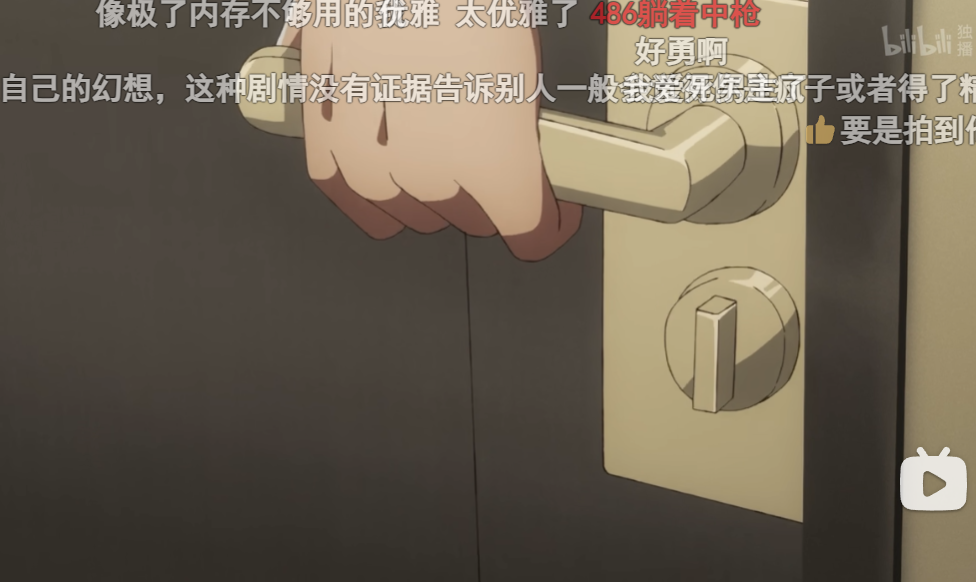 像极了内存不够用的我
优雅 太优雅了 486躺着中枪
bilibili 独播
好勇啊
自己的幻想，这种剧情没有证据告诉别人一般
我爱死男主
疯子或者得了精
要是拍到